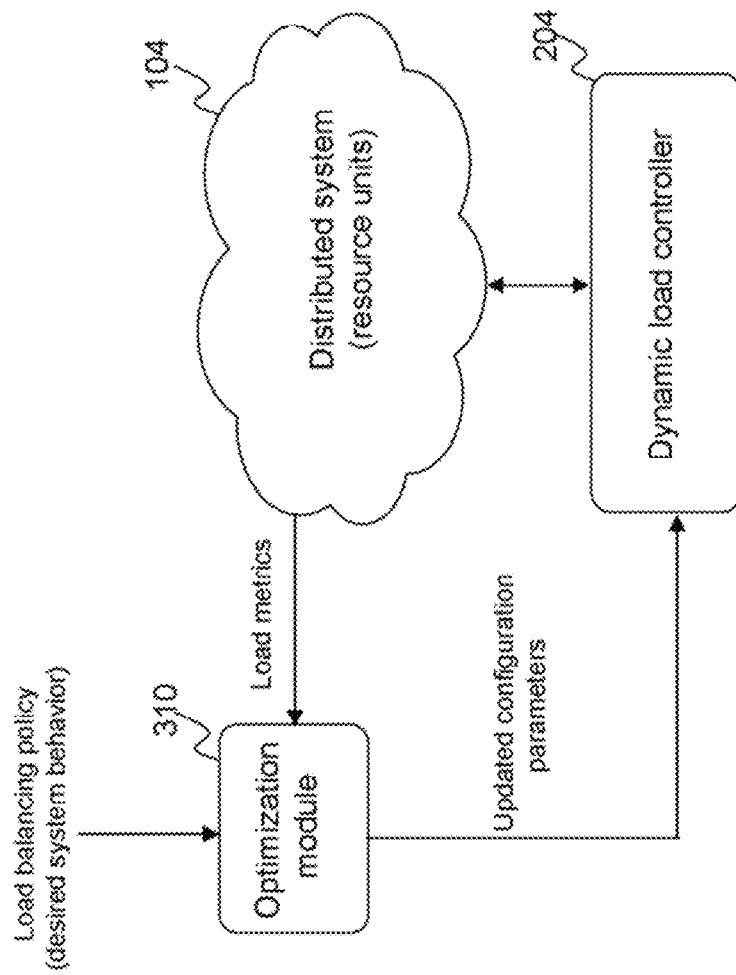 Load balancing policy
(desired system behavior)
310
Optimization
module
Load metrics
104
Distributed system
(resource units)
Updated configuration
parameters
204
Dynamic load controller